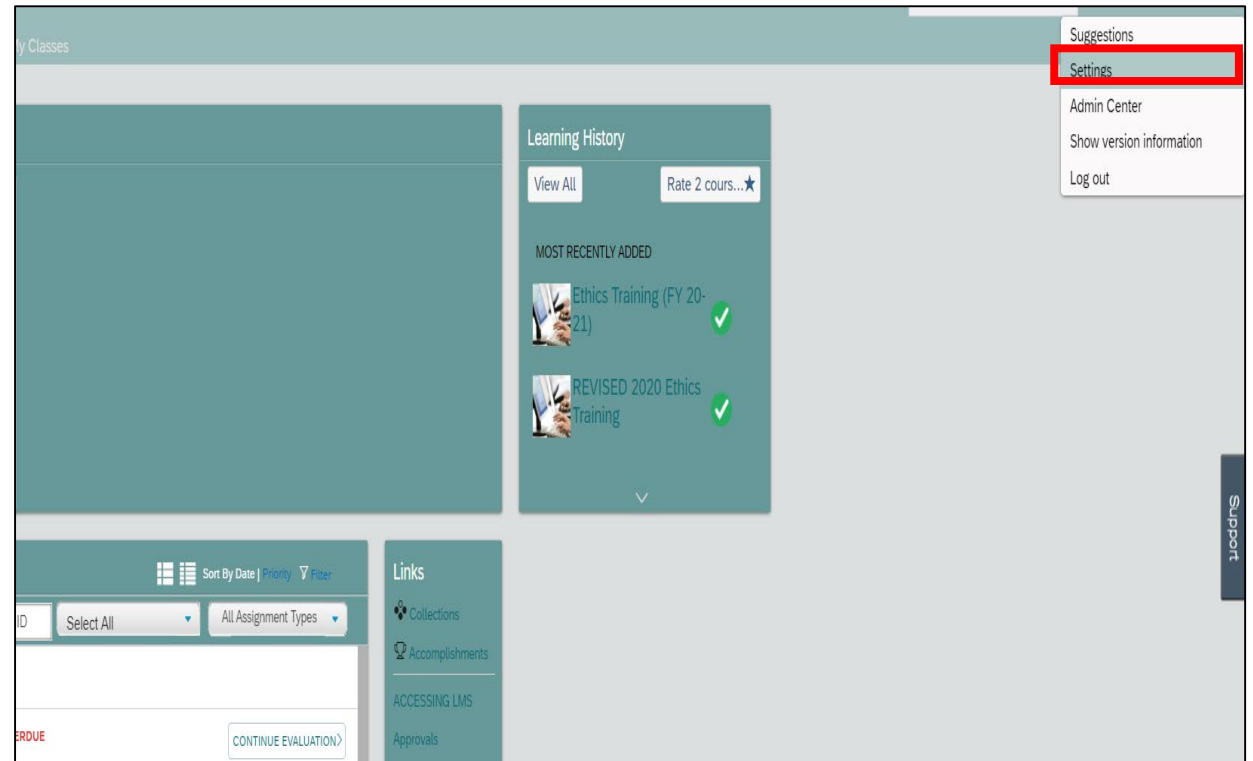 My Classes
Suggestions
Settings
Admin Center
Show version information
Log out
Learning History
View All
Rate 2 cours...
MOST RECENTLY ADDED
Ethics Training (FY 20-
21)
REVISED 2020 Ethics
Training
Support
Sort By Date | Priority Filter
ID
Select All
All Assignment Types
ERDUE
CONTINUE EVALUATION
Links
Collections
Accomplishments
ACCESSING LMS
Approvals